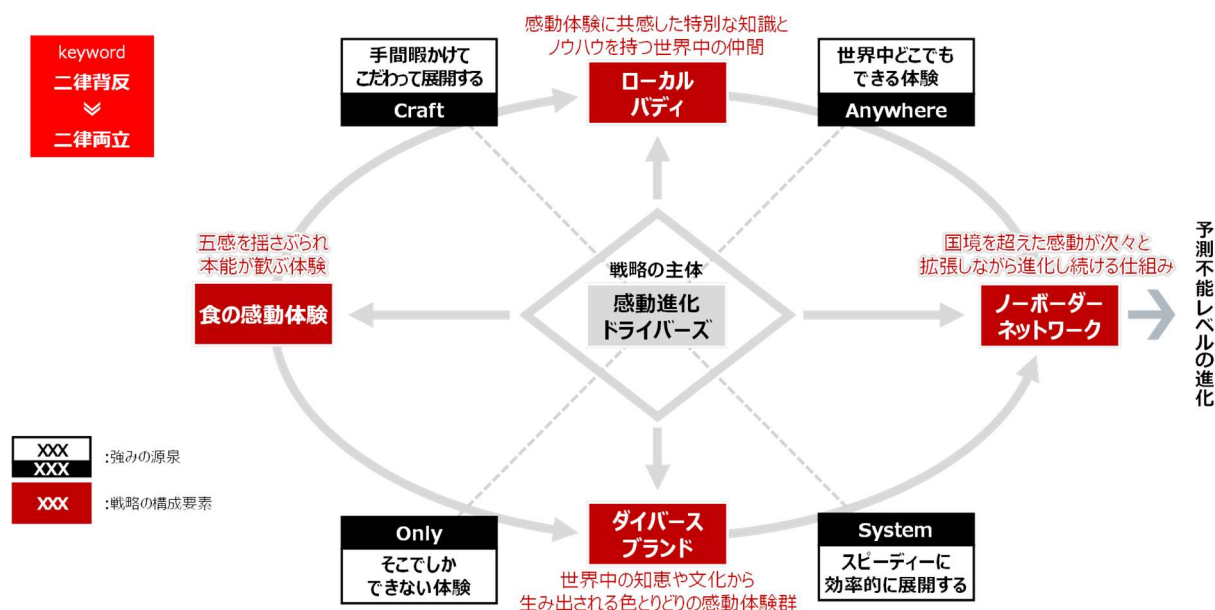 keyword
二律背反
二律両立
感動体験に共感した特別な知識と
ノウハウを持つ世界中の仲間
ローカル
バディ
手間暇かけて
こだわって展開する
Craft
世界中どこでも
できる体験
Anywhere
五感を揺さぶられ
本能が歓ぶ体験
食の感動体験
戦略の主体
感動進化
ドライバーズ
国境を超えた感動が次々と
拡張しながら進化し続ける仕組み
ノーボーダー
ネットワーク
予測不能レベルの進化
XXX
XXX
:強みの源泉
XXX
:戦略の構成要素
Only
そこでしか
できない体験
ダイバース
ブランド
世界中の知恵や文化から
生み出される色とりどりの感動体験群
System
スピーディーに
効率的に展開する